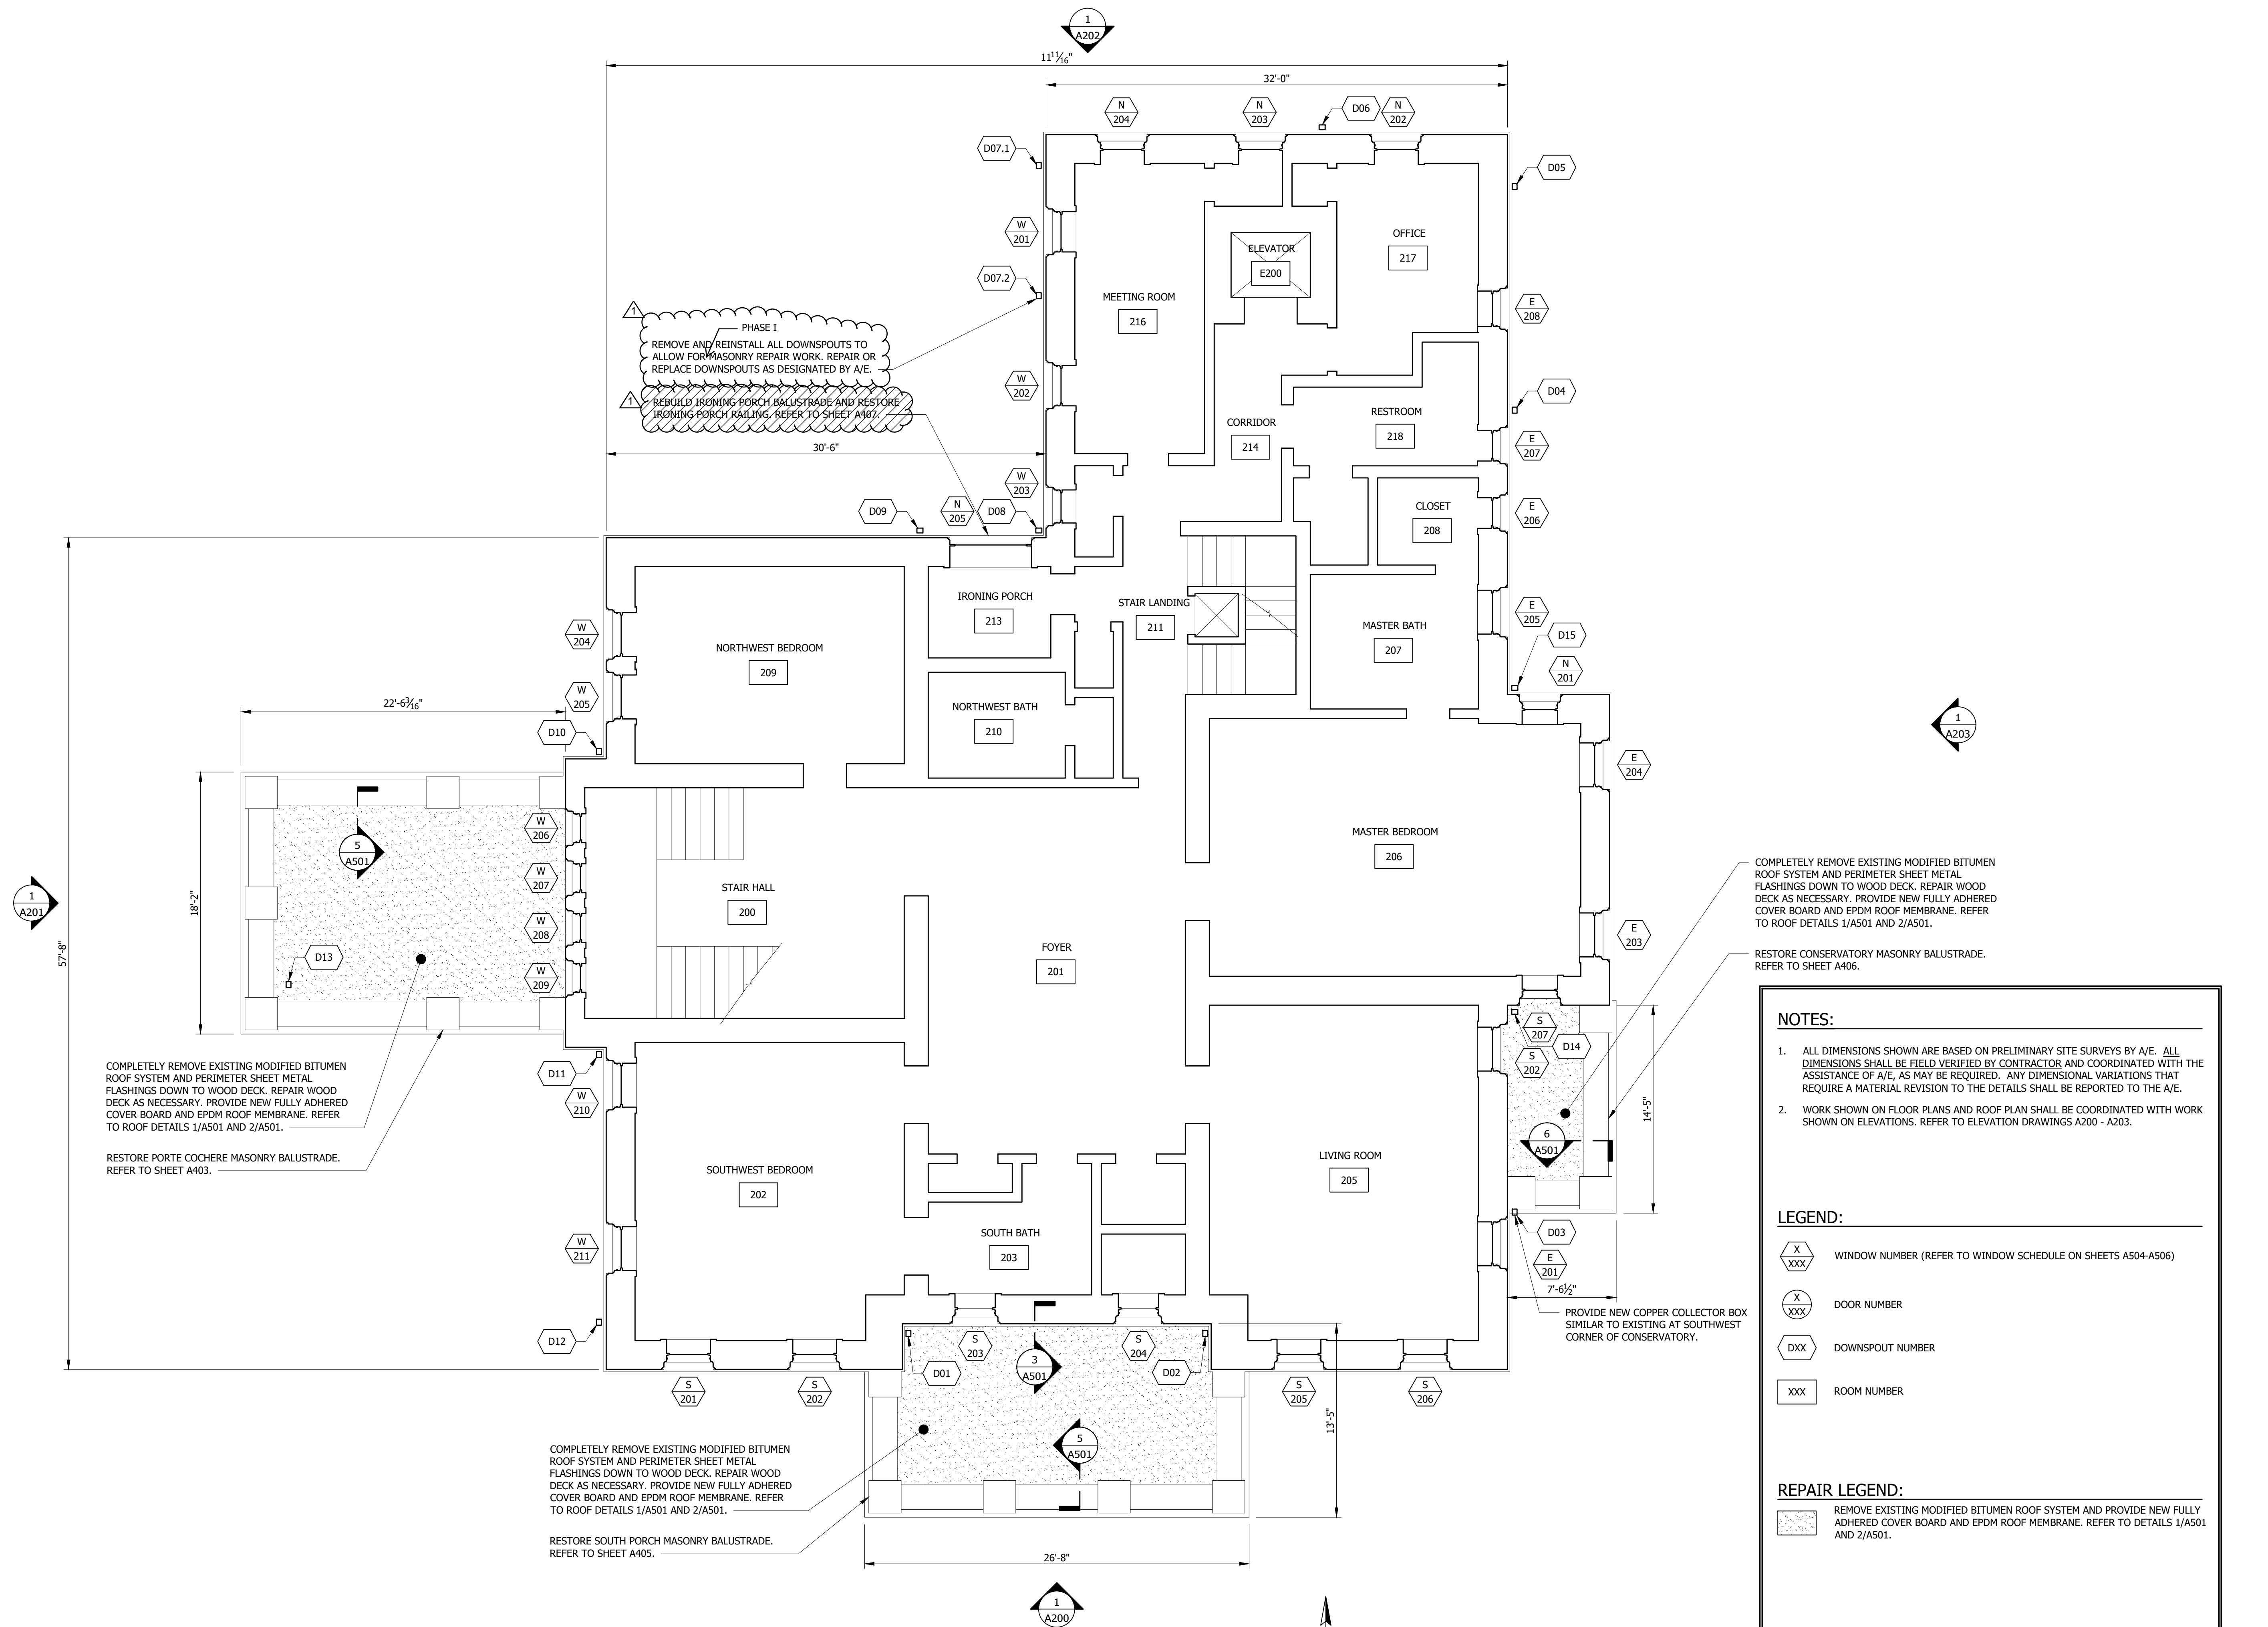 1
A202
11 11/16"
32'-0"
N
204
N
203
D06
N
202
D07.1
D05
W
201
OFFICE
217
ELEVATOR
E200
D07.2
MEETING ROOM
216
E
208
1
PHASE I
REMOVE AND REINSTALL ALL DOWNSPOUTS TO
ALLOW FOR MASONRY REPAIR WORK. REPAIR OR
REPLACE DOWNSPOUTS AS DESIGNATED BY A/E.
1
REBUILD IRONING PORCH BALUSTRADE AND RESTORE
IRONING PORCH RAILING. REFER TO SHEET A407.
W
202
D04
RESTROOM
218
CORRIDOR
214
E
207
30'-6"
W
203
D09
N
205
D08
CLOSET
208
E
206
IRONING PORCH
213
STAIR LANDING
211
E
205
D15
MASTER BATH
207
N
201
W
204
NORTHWEST BEDROOM
209
W
205
22'-6 3/16"
NORTHWEST BATH
210
D10
1
A203
E
204
5
A501
W
206
W
207
W
208
W
209
MASTER BEDROOM
206
STAIR HALL
200
1
A201
18'-2"
57'-8"
D13
FOYER
201
E
203
COMPLETELY REMOVE EXISTING MODIFIED BITUMEN
ROOF SYSTEM AND PERIMETER SHEET METAL
FLASHINGS DOWN TO WOOD DECK. REPAIR WOOD
DECK AS NECESSARY. PROVIDE NEW FULLY ADHERED
COVER BOARD AND EPDM ROOF MEMBRANE. REFER
TO ROOF DETAILS 1/A501 AND 2/A501.
RESTORE CONSERVATORY MASONRY BALUSTRADE.
REFER TO SHEET A406.
S
207
D14
S
202
14'-5"
6
A501
COMPLETELY REMOVE EXISTING MODIFIED BITUMEN
ROOF SYSTEM AND PERIMETER SHEET METAL
FLASHINGS DOWN TO WOOD DECK. REPAIR WOOD
DECK AS NECESSARY. PROVIDE NEW FULLY ADHERED
COVER BOARD AND EPDM ROOF MEMBRANE. REFER
TO ROOF DETAILS 1/A501 AND 2/A501.
RESTORE PORTE COCHERE MASONRY BALUSTRADE.
REFER TO SHEET A403.
D11
W
210
SOUTHWEST BEDROOM
202
LIVING ROOM
205
SOUTH BATH
203
W
211
D03
E
201
7'-6 1/2"
PROVIDE NEW COPPER COLLECTOR BOX
SIMILAR TO EXISTING AT SOUTHWEST
CORNER OF CONSERVATORY.
D12
S
203
S
204
3
A501
D01
D02
S
201
S
202
S
205
S
206
13'-5"
5
A501
COMPLETELY REMOVE EXISTING MODIFIED BITUMEN
ROOF SYSTEM AND PERIMETER SHEET METAL
FLASHINGS DOWN TO WOOD DECK. REPAIR WOOD
DECK AS NECESSARY. PROVIDE NEW FULLY ADHERED
COVER BOARD AND EPDM ROOF MEMBRANE. REFER
TO ROOF DETAILS 1/A501 AND 2/A501.
RESTORE SOUTH PORCH MASONRY BALUSTRADE.
REFER TO SHEET A405.
26'-8"
1
A200
NOTES:
1. ALL DIMENSIONS SHOWN ARE BASED ON PRELIMINARY SITE SURVEYS BY A/E. ALL
DIMENSIONS SHALL BE FIELD VERIFIED BY CONTRACTOR AND COORDINATED WITH THE
ASSISTANCE OF A/E, AS MAY BE REQUIRED. ANY DIMENSIONAL VARIATIONS THAT
REQUIRE A MATERIAL REVISION TO THE DETAILS SHALL BE REPORTED TO THE A/E.
2. WORK SHOWN ON FLOOR PLANS AND ROOF PLAN SHALL BE COORDINATED WITH WORK
SHOWN ON ELEVATIONS. REFER TO ELEVATION DRAWINGS A200 - A203.
LEGEND:
X
XXX
WINDOW NUMBER (REFER TO WINDOW SCHEDULE ON SHEETS A504-A506)
X
XXX
DOOR NUMBER
DXX
DOWNSPOUT NUMBER
XXX
ROOM NUMBER
REPAIR LEGEND:
REMOVE EXISTING MODIFIED BITUMEN ROOF SYSTEM AND PROVIDE NEW FULLY
ADHERED COVER BOARD AND EPDM ROOF MEMBRANE. REFER TO DETAILS 1/A501
AND 2/A501.